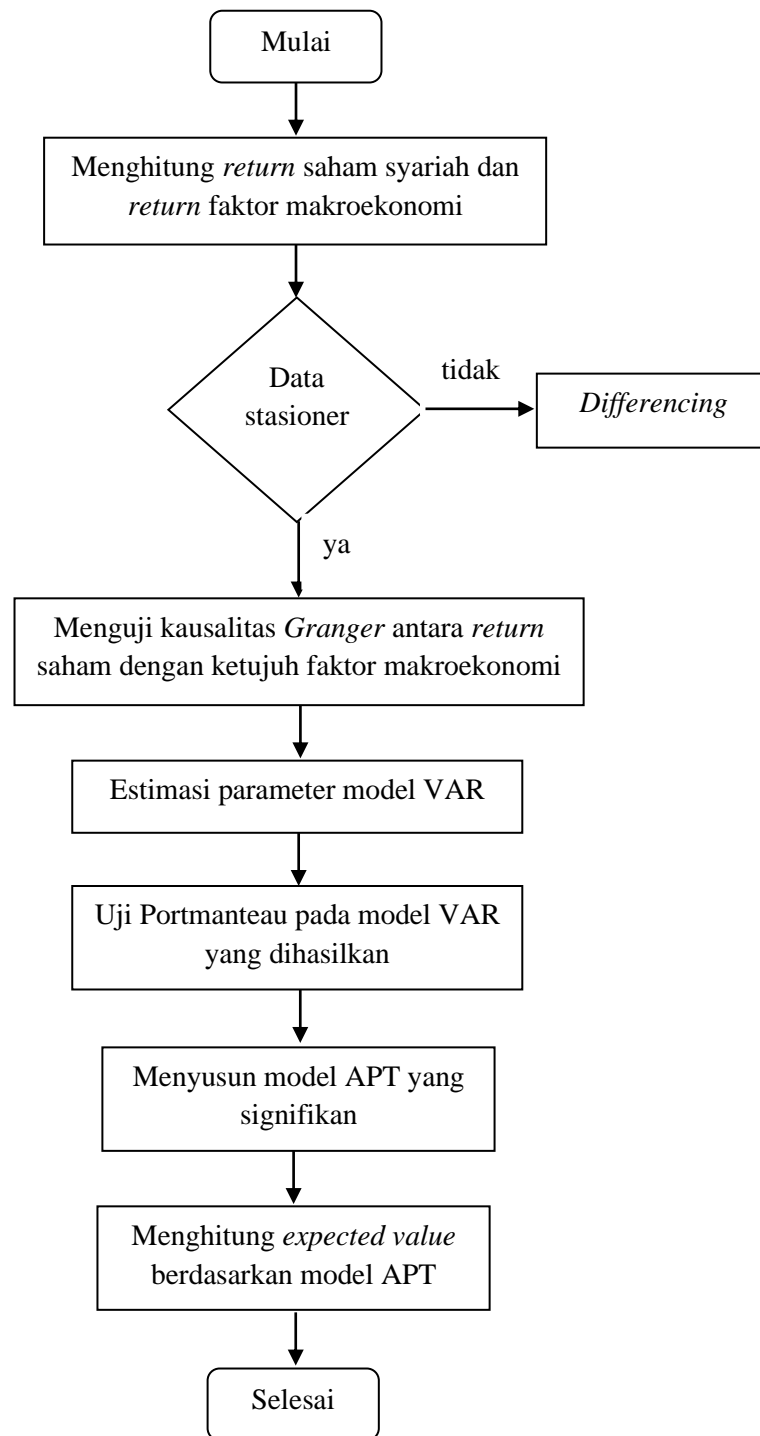 Mulai
Menghitung return saham syariah dan
return faktor makroekonomi
Data
stasioner
tidak
Differencing
ya
Menguji kausalitas Granger antara return
saham dengan ketujuh faktor makroekonomi
Estimasi parameter model VAR
Uji Portmanteau pada model VAR
yang dihasilkan
Menyusun model APT yang
signifikan
Menghitung expected value
berdasarkan model APT
Selesai